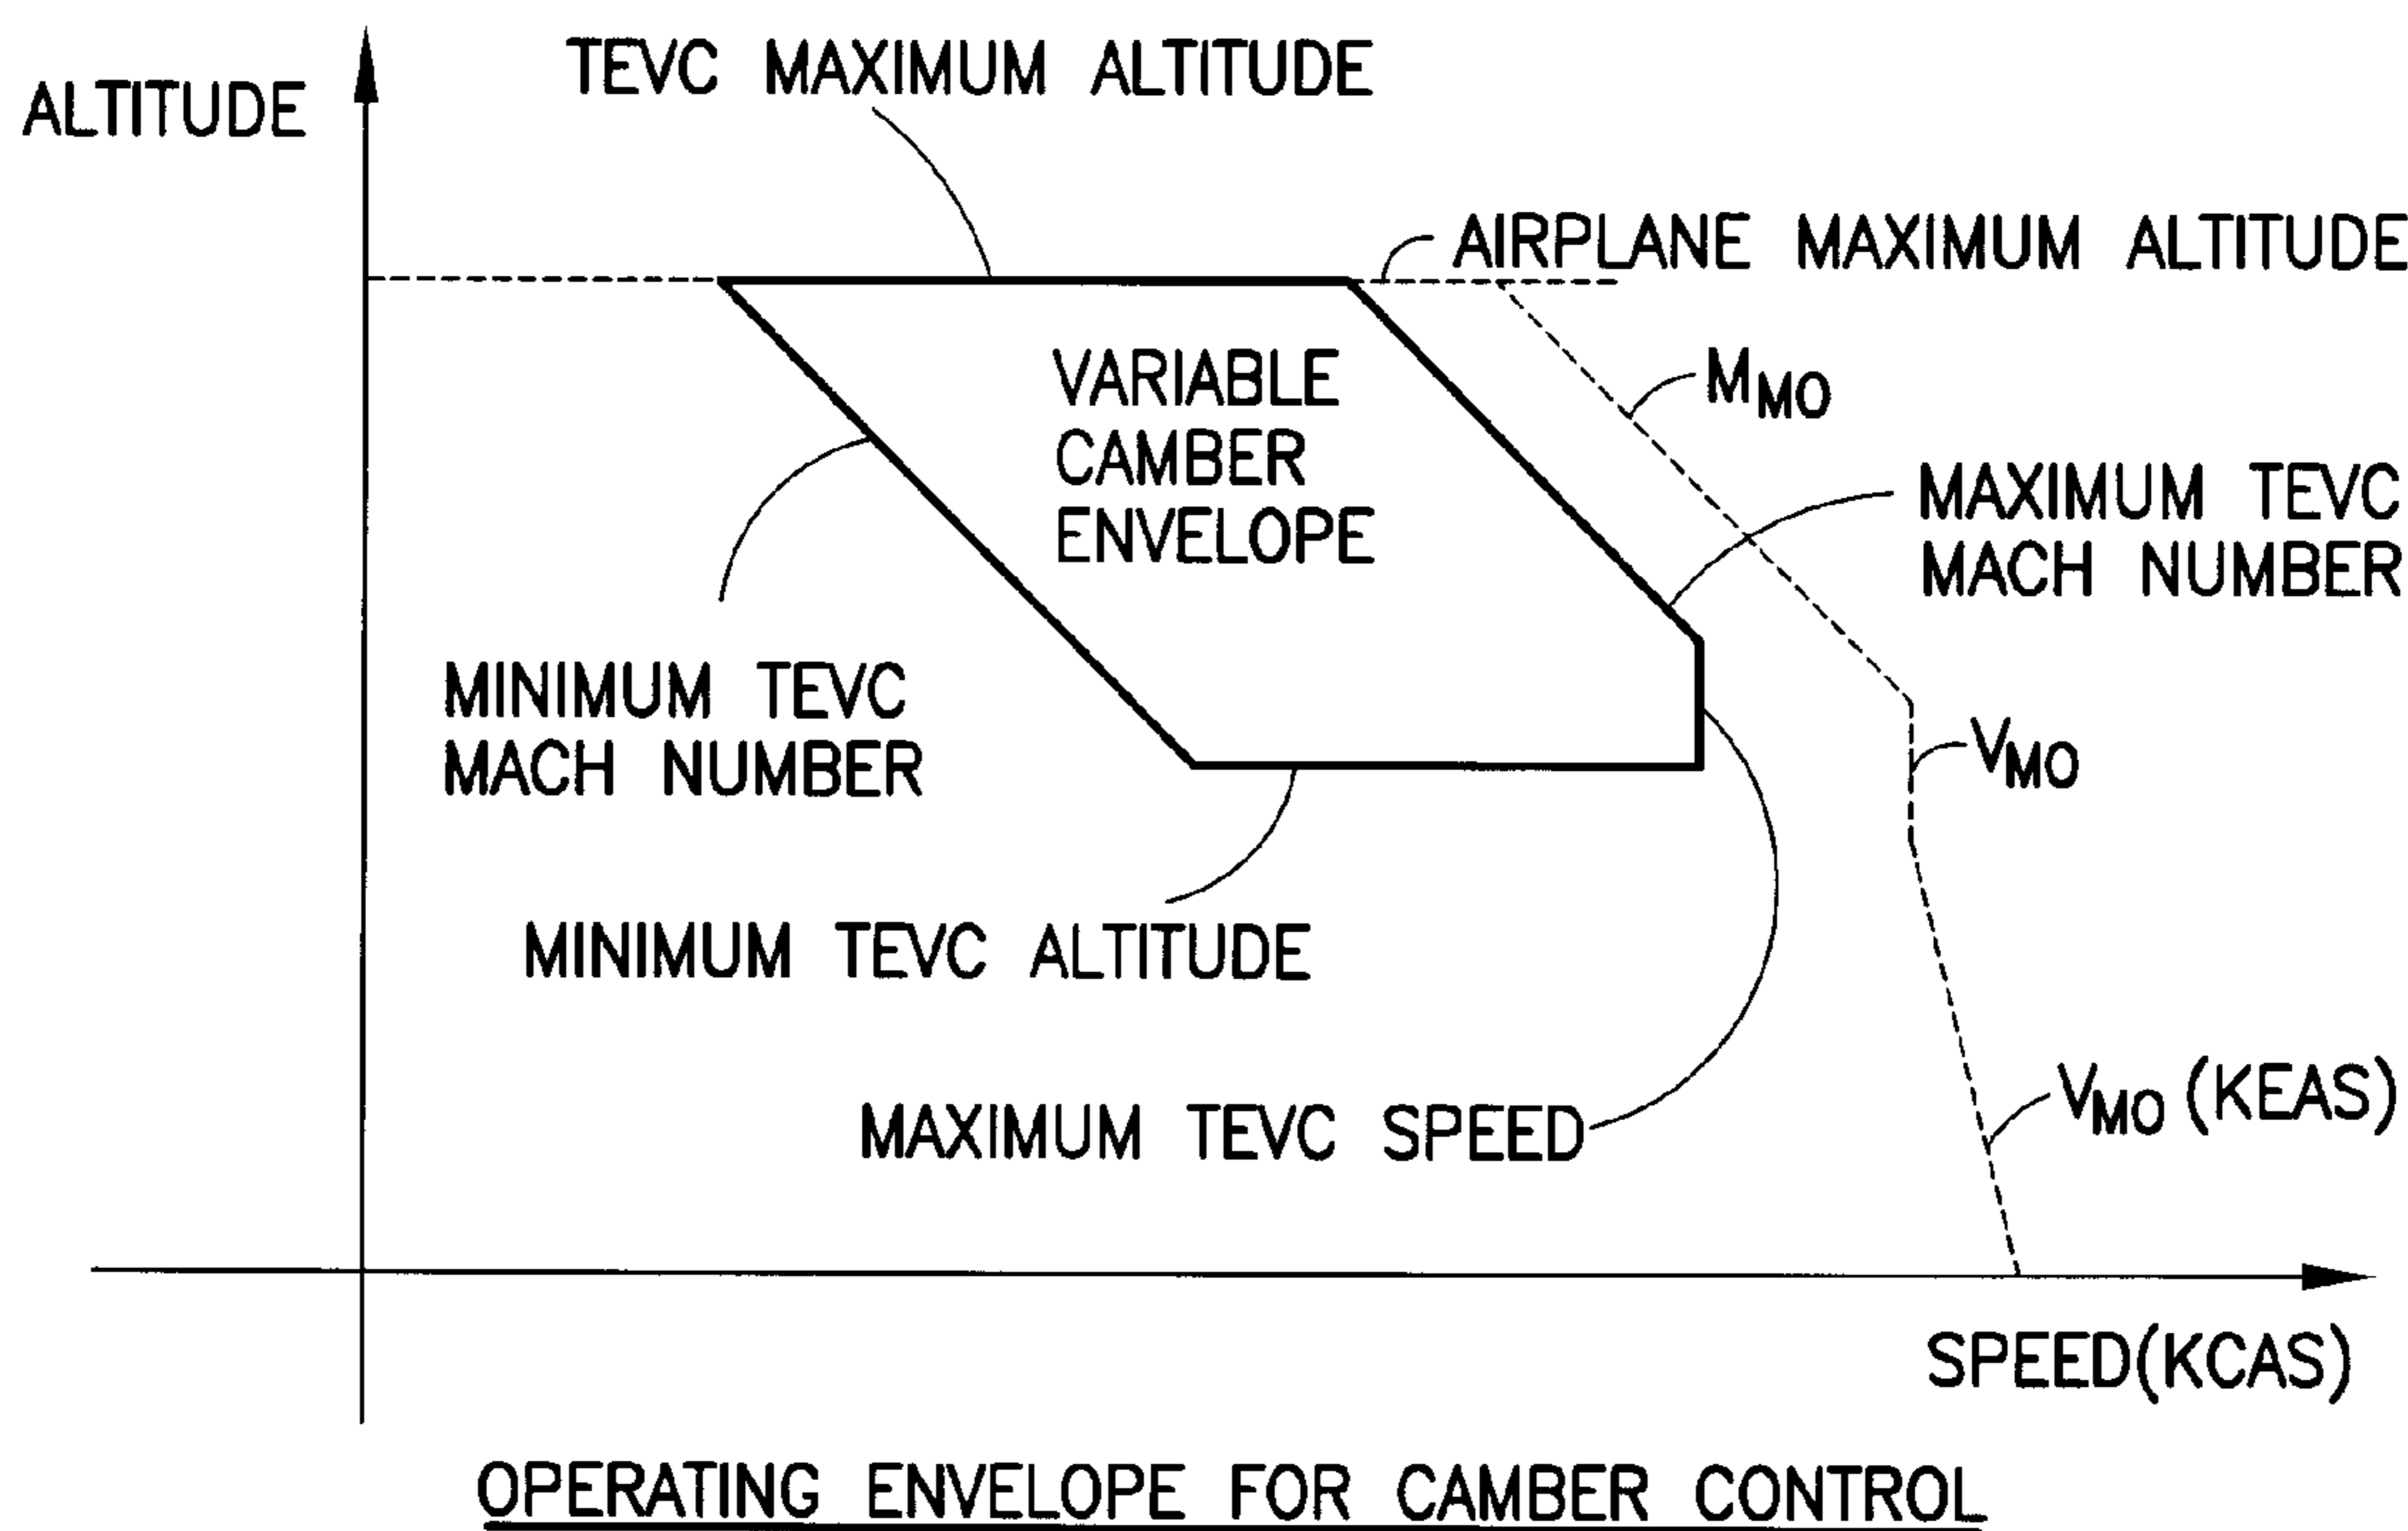 TEVC MAXIMUM ALTITUDE
ALTITUDE
AIRPLANE MAXIMUM ALTITUDE
VARIABLE
CAMBER
ENVELOPE
MMO
MAXIMUM TEVC
MACH NUMBER
MINIMUM TEVC
MACH NUMBER
VMO
MINIMUM TEVC ALTITUDE
MAXIMUM TEVC SPEED
VMO (KEAS)
SPEED(KCAS)
OPERATING ENVELOPE FOR CAMBER CONTROL